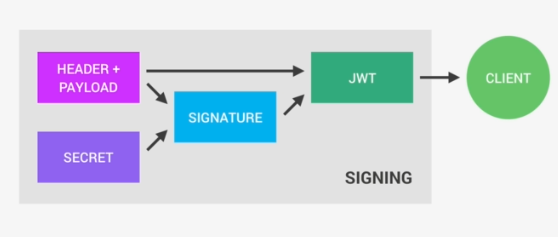 HEADER +
PAYLOAD
SECRET
SIGNATURE
JWT
CLIENT
SIGNING